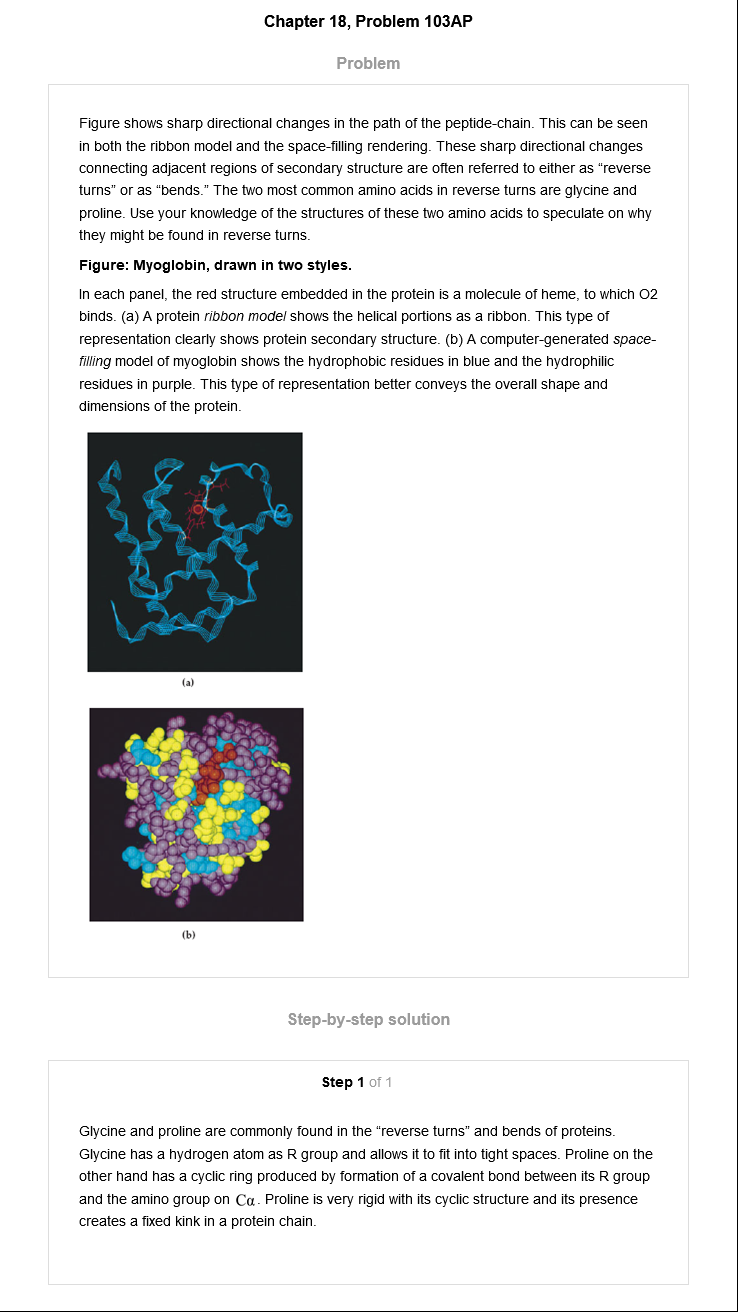 Chapter 18, Problem 103AP
Problem
Figure shows sharp directional changes in the path of the peptide-chain. This can be seen
in both the ribbon model and the space-filling rendering. These sharp directional changes
connecting adjacent regions of secondary structure are often referred to either as “reverse
turns” or as “bends.” The two most common amino acids in reverse turns are glycine and
proline. Use your knowledge of the structures of these two amino acids to speculate on why
they might be found in reverse turns.
Figure: Myoglobin, drawn in two styles.
In each panel, the red structure embedded in the protein is a molecule of heme, to which O2
binds. (a) A protein ribbon model shows the helical portions as a ribbon. This type of
representation clearly shows protein secondary structure. (b) A computer-generated space-
filling model of myoglobin shows the hydrophobic residues in blue and the hydrophilic
residues in purple. This type of representation better conveys the overall shape and
dimensions of the protein.
(a)
(b)
Step-by-step solution
Step 1 of 1
Glycine and proline are commonly found in the “reverse turns” and bends of proteins.
Glycine has a hydrogen atom as R group and allows it to fit into tight spaces. Proline on the
other hand has a cyclic ring produced by formation of a covalent bond between its R group
and the amino group on Cα. Proline is very rigid with its cyclic structure and its presence
creates a fixed kink in a protein chain.